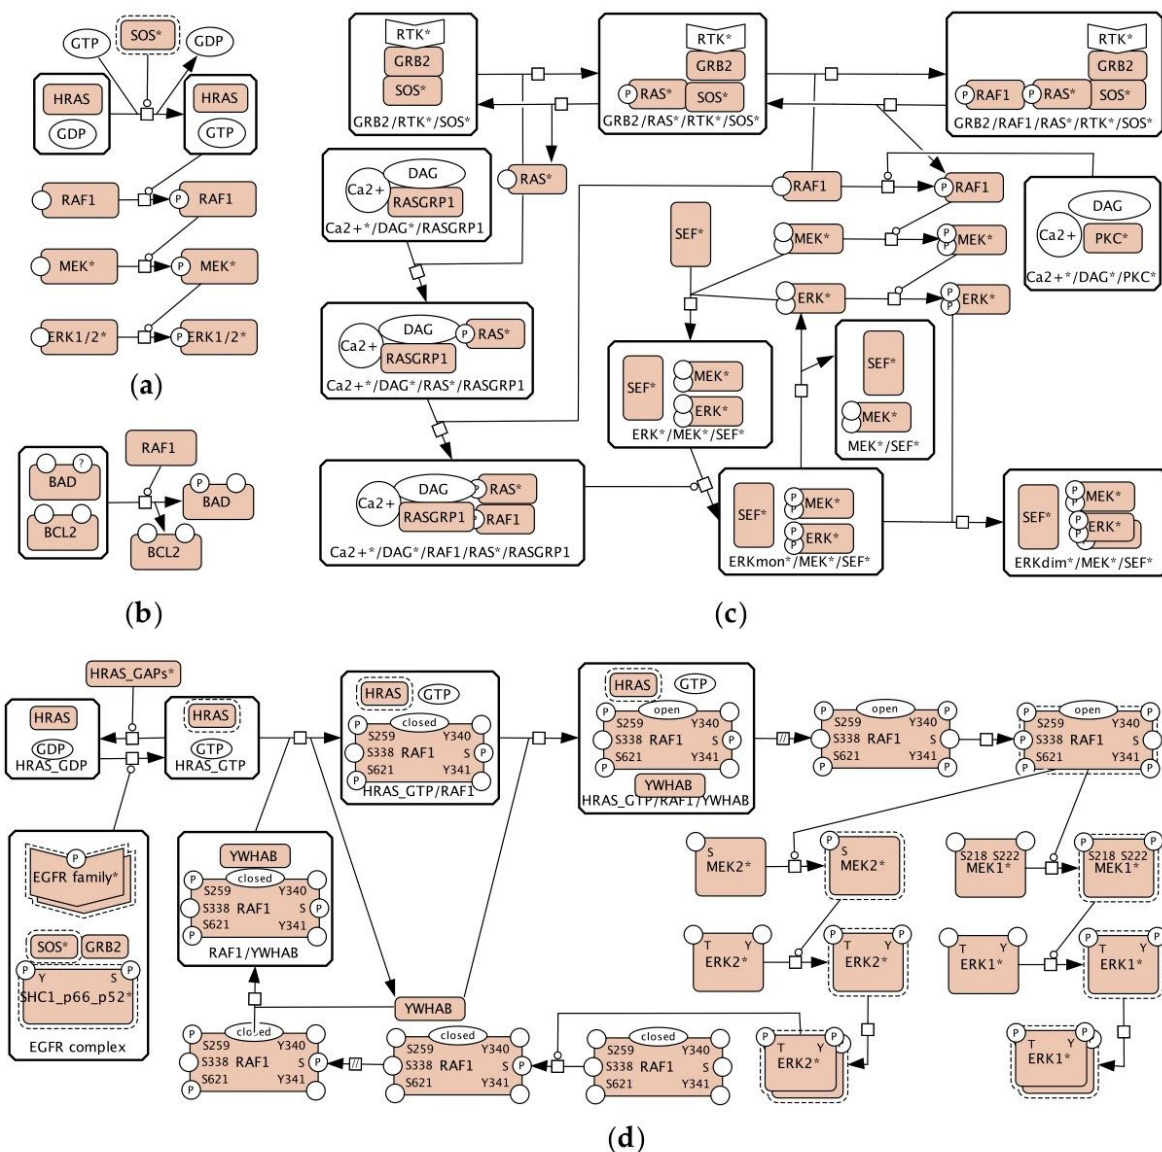 GTP
SOS*
GDP
HRAS
GDP
HRAS
GTP
RAF1
P
RAF1
MEK*
P
MEK*
ERK1/2*
P
ERK1/2*
(a)
?
BAD
BCL2
RAF1
P
BAD
BCL2
(b)
RTK*
GRB2
SOS*
GRB2/RTK*/SOS*
RTK*
GRB2
P
RAS*
SOS*
GRB2/RAS*/RTK*/SOS*
RTK*
GRB2
P
RAF1
P
RAS*
SOS*
GRB2/RAF1/RAS*/RTK*/SOS*
DAG
Ca2+
RASGRP1
Ca2+*/DAG*/RASGRP1
P
RAS*
RAF1
P
RAF1
DAG
Ca2+
PKC*
Ca2+*/DAG*/PKC*
SEF*
MEK*
P
P
MEK*
ERK*
P
P
ERK*
DAG
Ca2+
RASGRP1
P
RAS*
Ca2+*/DAG*/RAS*/RASGRP1
SEF*
MEK*
ERK*
ERK*/MEK*/SEF*
SEF*
MEK*
MEK*/SEF*
DAG
Ca2+
RASGRP1
P
RAS*
P
RAF1
Ca2+*/DAG*/RAF1/RAS*/RASGRP1
SEF*
P
P
MEK*
P
P
ERK*
ERKmon*/MEK*/SEF*
SEF*
P
P
MEK*
P
P
ERK*
ERKdim*/MEK*/SEF*
(c)
HRAS_GAPs*
HRAS
GDP
HRAS_GDP
HRAS
GTP
HRAS_GTP
HRAS
GTP
closed
P
S259 Y340
S338 RAF1 S
P
S621 Y341
P
HRAS_GTP/RAF1
HRAS
GTP
open
P
S259 Y340
S338 RAF1 S
P
S621 Y341
P
YWHAB
HRAS_GTP/RAF1/YWHAB
//
open
P
S259 Y340
S338 RAF1 S
P
S621 Y341
P
open
P
P
S259 Y340
P
S338 RAF1 S
P
S621 Y341
P
P
P
EGFR family*
SOS*
GRB2
P
P
Y S
SHC1_p66_p52*
EGFR complex
YWHAB
closed
P
S259 Y340
S338 RAF1 S
P
S621 Y341
P
RAF1/YWHAB
S
MEK2*
P
P
S
MEK2*
S218 S222
MEK1*
P
P
S218 S222
MEK1*
T Y
ERK2*
P
P
T Y
ERK2*
T Y
ERK1*
P
P
T Y
ERK1*
YWHAB
closed
P
S259 Y340
S338 RAF1 S
P
S621 Y341
P
//
closed
S259 Y340
S338 RAF1 S
P
S621 Y341
closed
S259 Y340
S338 RAF1 S
S621 Y341
P
P
T Y
ERK2*
P
P
T Y
ERK1*
(d)